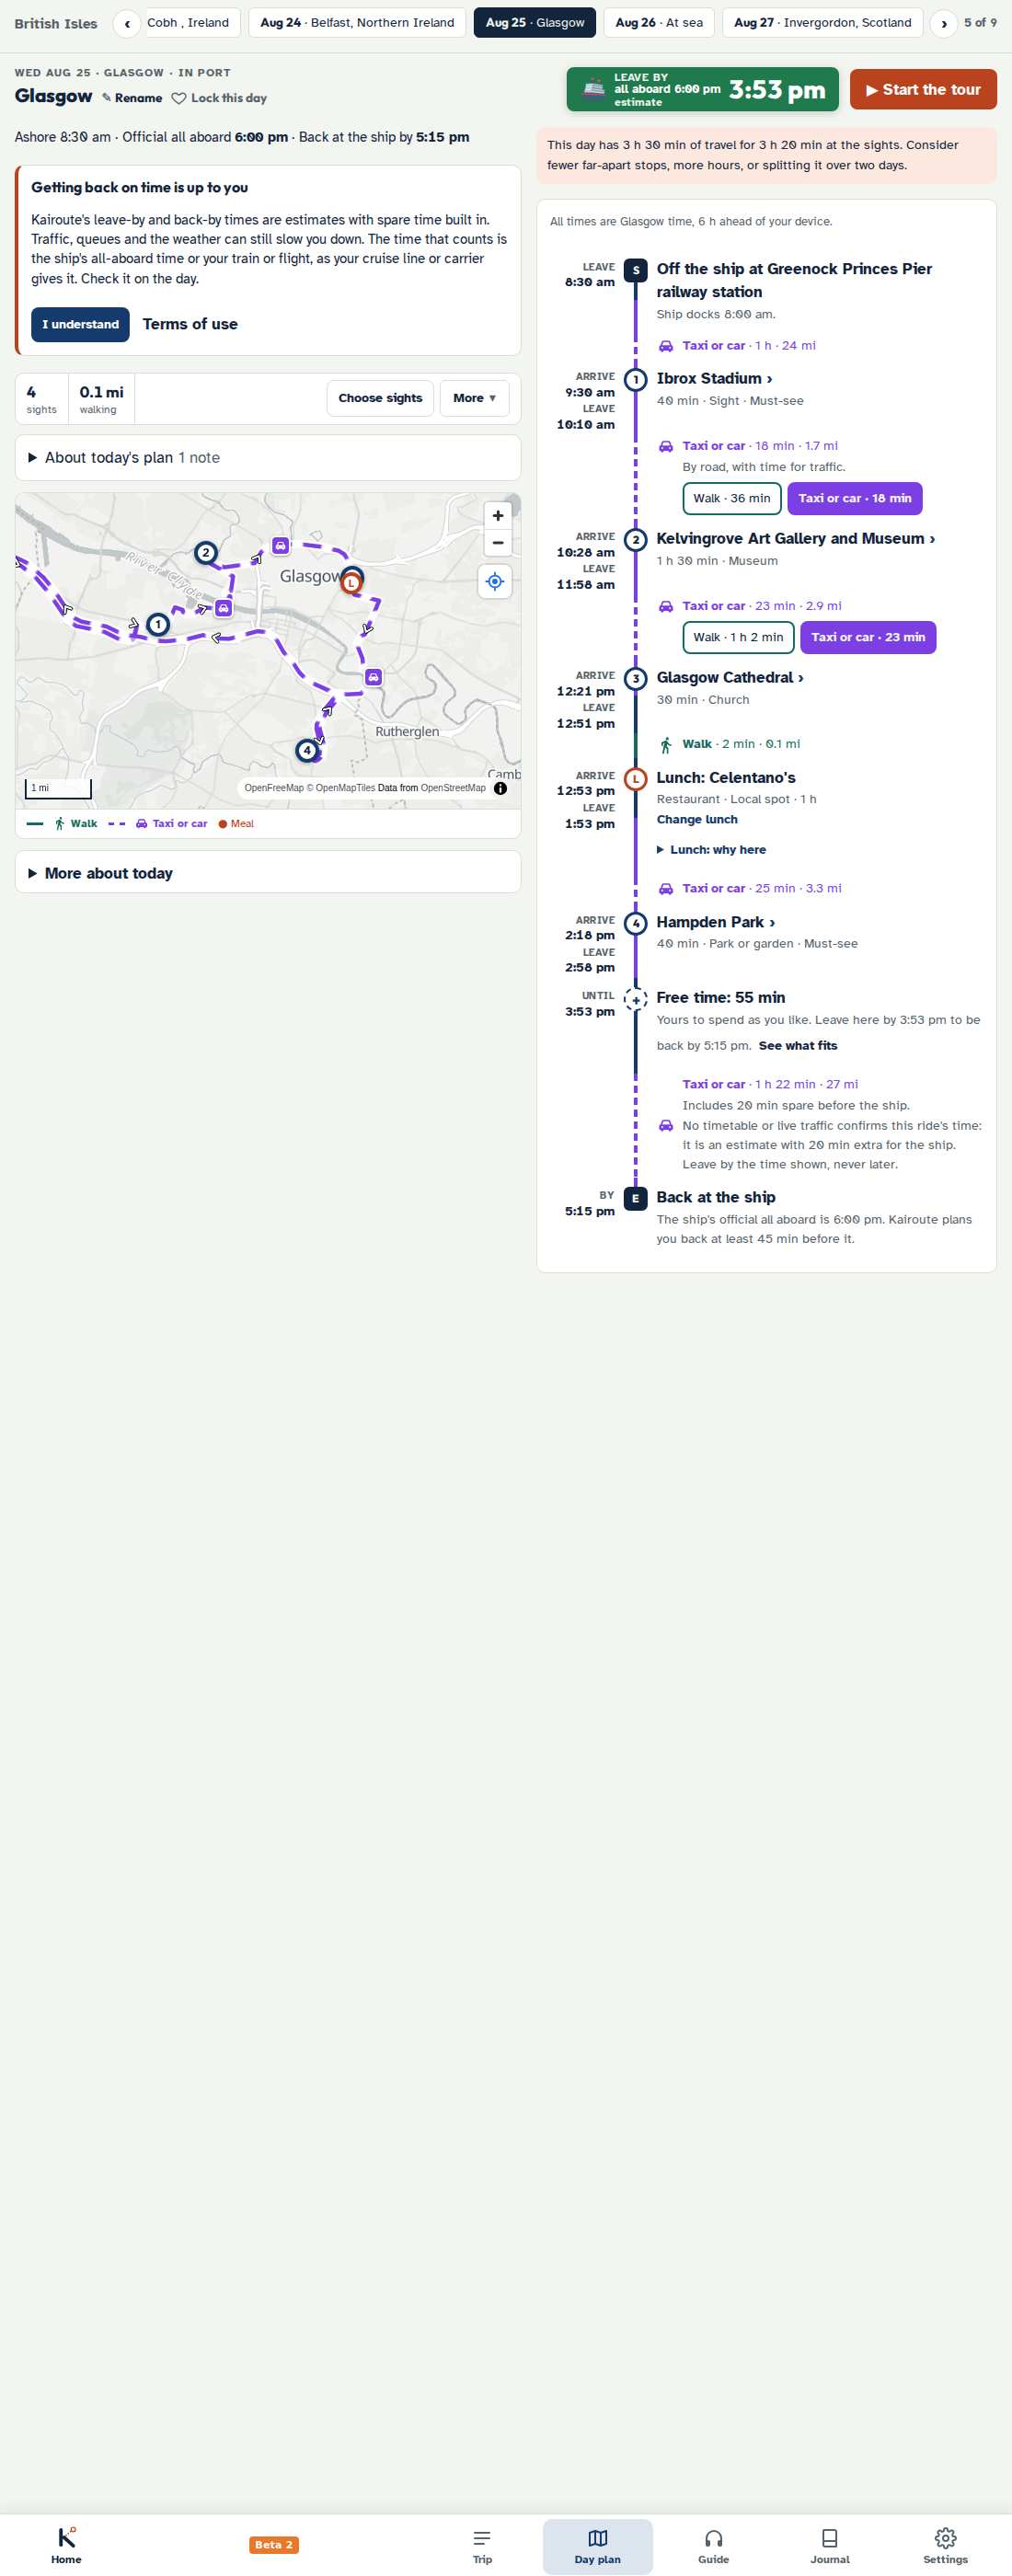 British Isles
‹
Cobh , Ireland
Aug 24 · Belfast, Northern Ireland
Aug 25 · Glasgow
Aug 26 · At sea
Aug 27 · Invergordon, Scotland
›
5 of 9
WED AUG 25 · GLASGOW · IN PORT
Glasgow ✎ Rename Lock this day
LEAVE BY
all aboard 6:00 pm
estimate
3:53 pm
▶ Start the tour
Ashore 8:30 am · Official all aboard 6:00 pm · Back at the ship by 5:15 pm
Getting back on time is up to you
Kairoute's leave-by and back-by times are estimates with spare time built in.
Traffic, queues and the weather can still slow you down. The time that counts is
the ship's all-aboard time or your train or flight, as your cruise line or carrier
gives it. Check it on the day.
I understand
Terms of use
4
sights
0.1 mi
walking
Choose sights
More ▼
▶ About today's plan 1 note
River Clyde
Glasgow
Rutherglen
Camb
1
2
L
4
+
−
1 mi
OpenFreeMap © OpenMapTiles Data from OpenStreetMap
Walk
Taxi or car
Meal
▶ More about today
This day has 3 h 30 min of travel for 3 h 20 min at the sights. Consider
fewer far-apart stops, more hours, or splitting it over two days.
All times are Glasgow time, 6 h ahead of your device.
LEAVE
8:30 am
S
Off the ship at Greenock Princes Pier
railway station
Ship docks 8:00 am.
Taxi or car · 1 h · 24 mi
ARRIVE
9:30 am
LEAVE
10:10 am
1
Ibrox Stadium ›
40 min · Sight · Must-see
Taxi or car · 18 min · 1.7 mi
By road, with time for traffic.
Walk · 36 min
Taxi or car · 18 min
ARRIVE
10:28 am
LEAVE
11:58 am
2
Kelvingrove Art Gallery and Museum ›
1 h 30 min · Museum
Taxi or car · 23 min · 2.9 mi
Walk · 1 h 2 min
Taxi or car · 23 min
ARRIVE
12:21 pm
LEAVE
12:51 pm
3
Glasgow Cathedral ›
30 min · Church
Walk · 2 min · 0.1 mi
ARRIVE
12:53 pm
LEAVE
1:53 pm
L
Lunch: Celentano's
Restaurant · Local spot · 1 h
Change lunch
▶ Lunch: why here
Taxi or car · 25 min · 3.3 mi
ARRIVE
2:18 pm
LEAVE
2:58 pm
4
Hampden Park ›
40 min · Park or garden · Must-see
UNTIL
3:53 pm
+
Free time: 55 min
Yours to spend as you like. Leave here by 3:53 pm to be
back by 5:15 pm. See what fits
Taxi or car · 1 h 22 min · 27 mi
Includes 20 min spare before the ship.
No timetable or live traffic confirms this ride's time:
it is an estimate with 20 min extra for the ship.
Leave by the time shown, never later.
BY
5:15 pm
E
Back at the ship
The ship's official all aboard is 6:00 pm. Kairoute plans
you back at least 45 min before it.
Home
Beta 2
Trip
Day plan
Guide
Journal
Settings